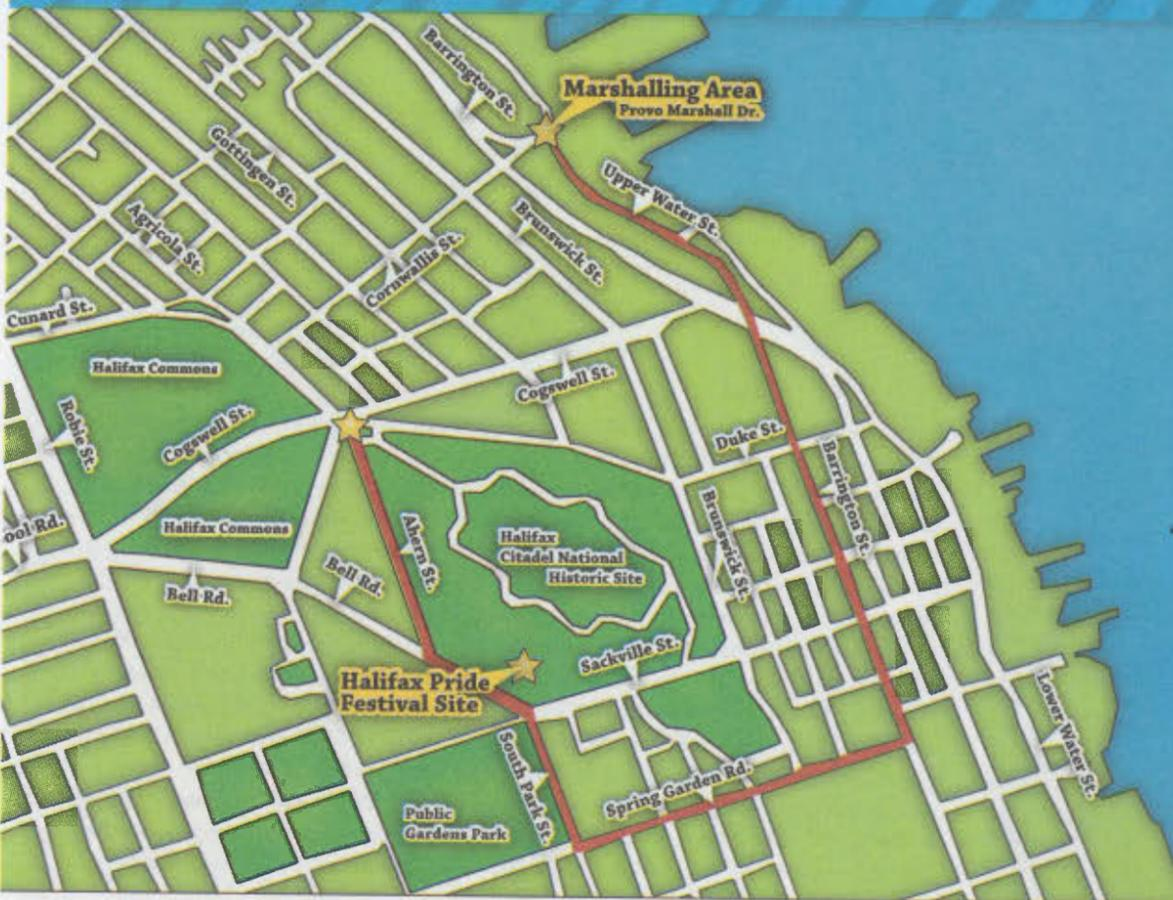 Barrington St.
Marshalling Area
Provo Marshall Dr.
Gottingen St.
Upper Water St.
Agricola St.
Brunswick St.
Cornwallis St.
Cunard St.
Halifax Commons
Cogswell St.
Robie St.
Cogswell St.
Duke St.
Barrington St.
Halifax Commons
ool Rd.
Ahern St.
Halifax
Citadel National
Historic Site
Brunswick St.
Bell Rd.
Bell Rd.
Sackville St.
Halifax Pride
Festival Site
Lower Water St.
South Park St.
Spring Garden Rd.
Public
Gardens Park